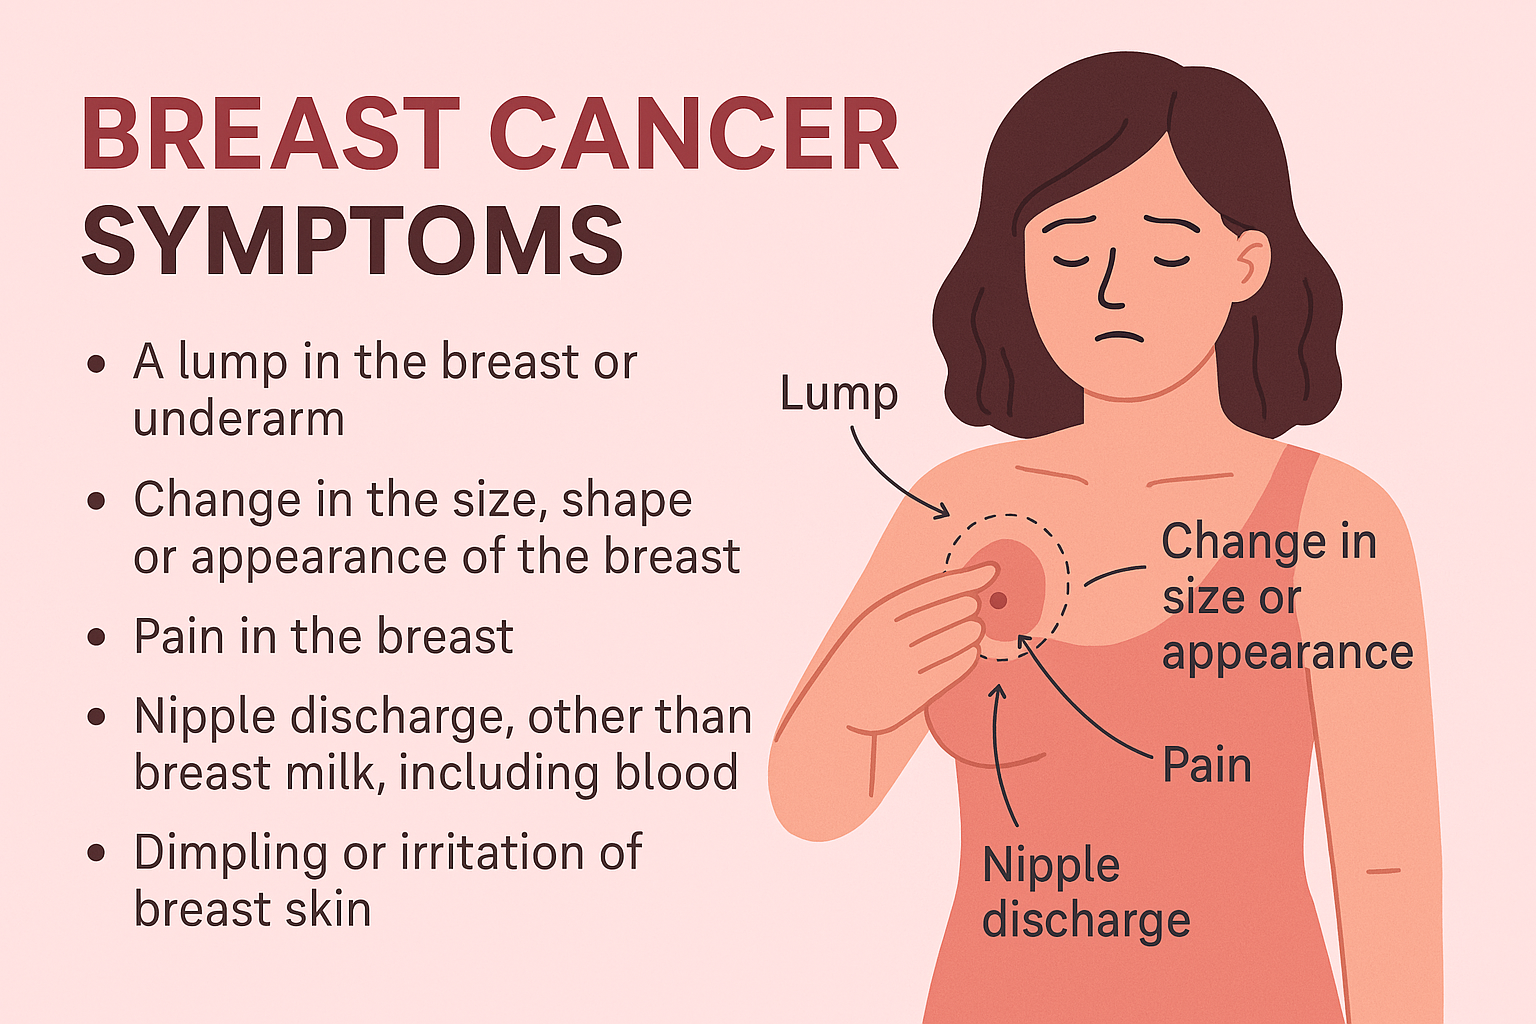 BREAST CANCER
SYMPTOMS
• A lump in the breast or
underarm
• Change in the size, shape
or appearance of the breast
• Pain in the breast
• Nipple discharge, other than
breast milk, including blood
• Dimpling or irritation of
breast skin
Lump
Change in
size or
appearance
Pain
Nipple
discharge